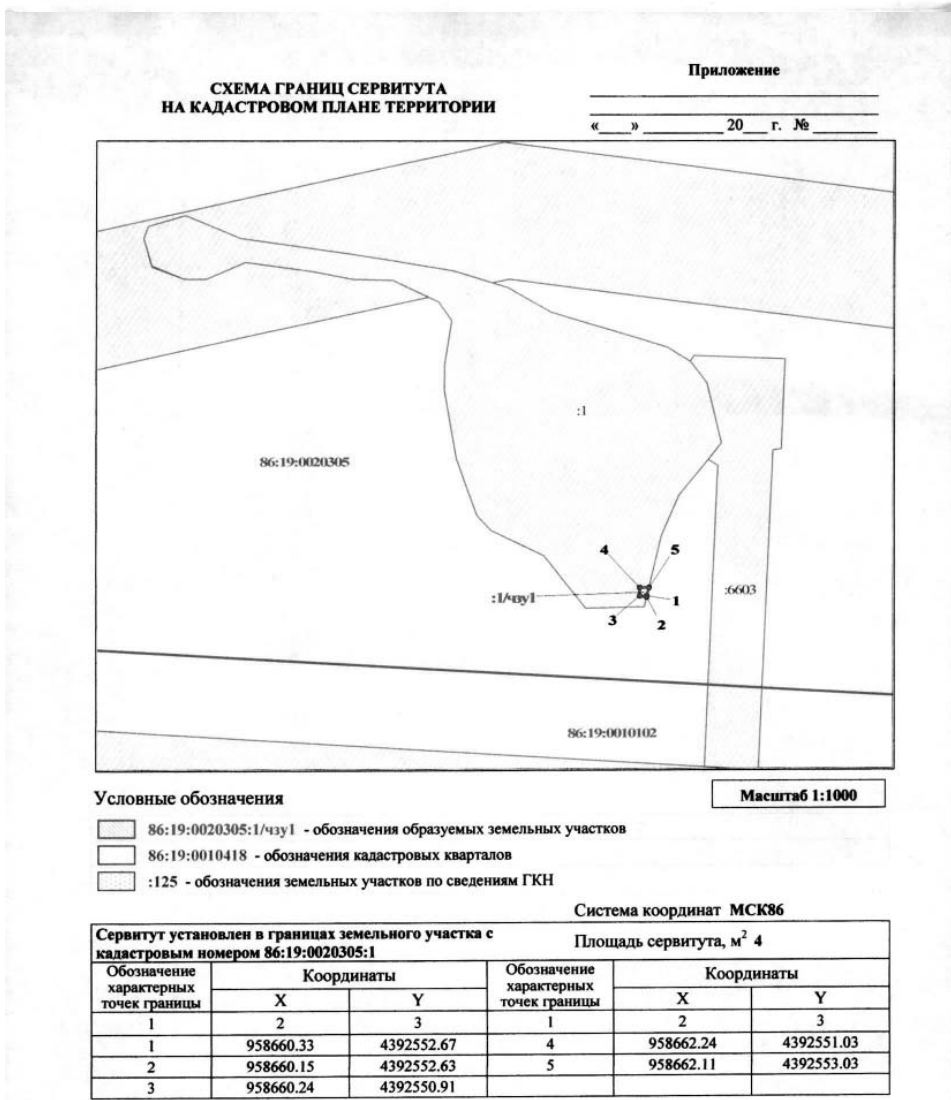 Приложение
СХЕМА ГРАНИЦ СЕРВИТУТА
НА КАДАСТРОВОМ ПЛАНЕ ТЕРРИТОРИИ
«___» ________ 20___ г. № ________
:1
86:19:0020305
4 5
:1/чзу1
:6603
1
3 2
86:19:0010102
Условные обозначения
Масштаб 1:1000
86:19:0020305:1/чзу1 - обозначения образуемых земельных участков
86:19:0010418 - обозначения кадастровых кварталов
:125 - обозначения земельных участков по сведениям ГКН
Система координат МСК86
Сервитут установлен в границах земельного участка с
кадастровым номером 86:19:0020305:1
Площадь сервитута, м² 4
Обозначение характерных точек границы Координаты Обозначение характерных точек границы Координаты
X Y X Y
1 2 3 1 2 3
1 958660.33 4392552.67 4 958662.24 4392551.03
2 958660.15 4392552.63 5 958662.11 4392553.03
3 958660.24 4392550.91